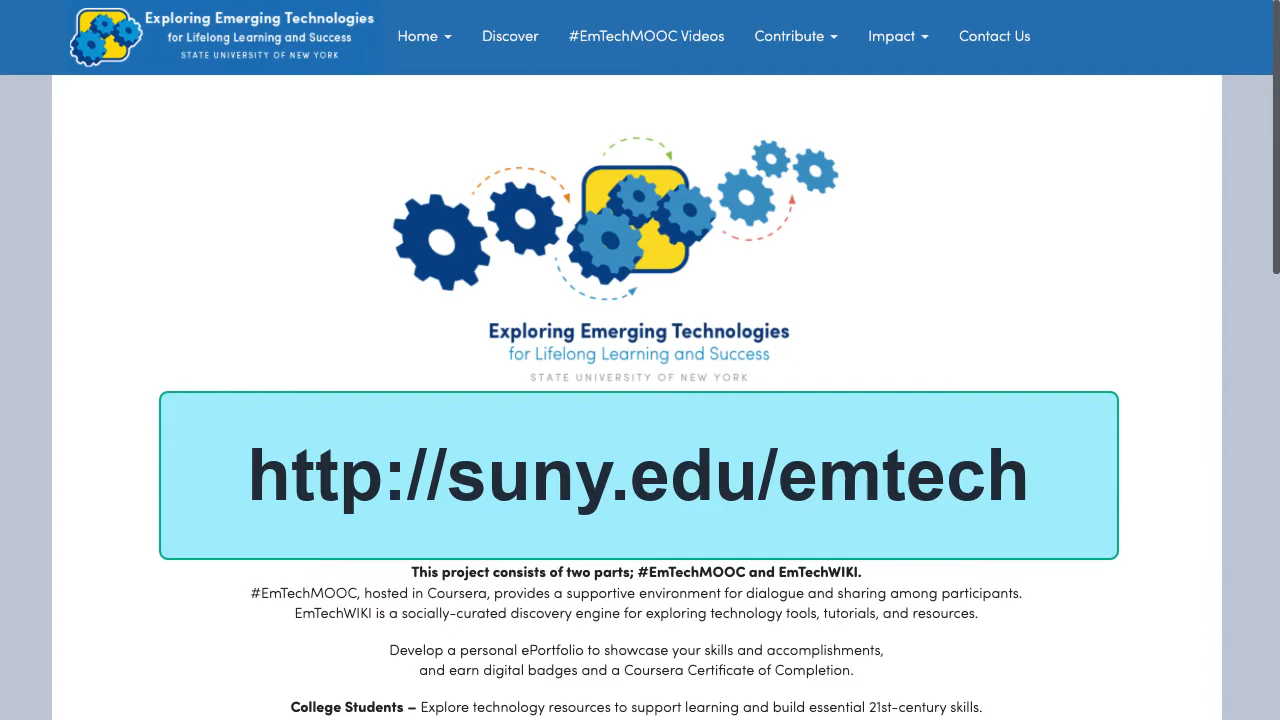 Exploring Emerging Technologies
for Lifelong Learning and Success
STATE UNIVERSITY OF NEW YORK
Home Discover #EmTechMOOC Videos Contribute Impact Contact Us
Exploring Emerging Technologies
for Lifelong Learning and Success
STATE UNIVERSITY OF NEW YORK
http://suny.edu/emtech
This project consists of two parts; #EmTechMOOC and EmTechWIKI.
#EmTechMOOC, hosted in Coursera, provides a supportive environment for dialogue and sharing among participants.
EmTechWIKI is a socially-curated discovery engine for exploring technology tools, tutorials, and resources.
Develop a personal ePortfolio to showcase your skills and accomplishments,
and earn digital badges and a Coursera Certificate of Completion.
College Students – Explore technology resources to support learning and build essential 21st-century skills.